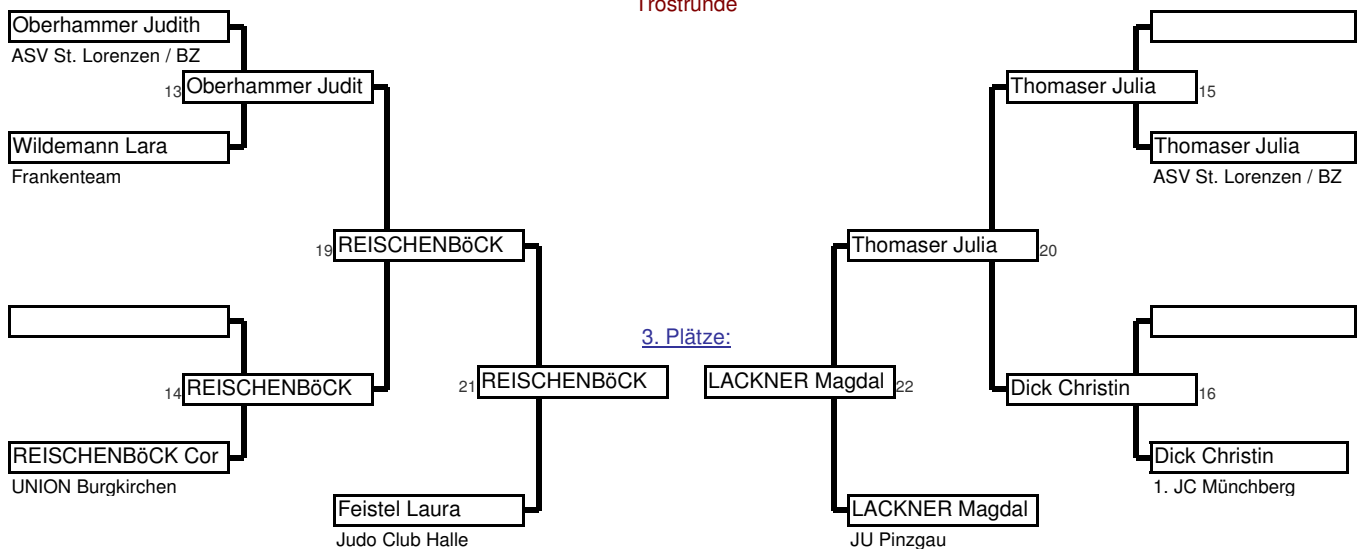 Trostrunde
Oberhammer Judith
ASV St. Lorenzen / BZ
13 Oberhammer Judit
Thomaser Julia 15
Wildemann Lara
Frankenteam
Thomaser Julia
ASV St. Lorenzen / BZ
19 REISCHENBöCK
Thomaser Julia 20
3. Plätze:
14 REISCHENBöCK
21 REISCHENBöCK
LACKNER Magdal 22
Dick Christin 16
REISCHENBöCK Cor
UNION Burgkirchen
Dick Christin
1. JC Münchberg
Feistel Laura
Judo Club Halle
LACKNER Magdal
JU Pinzgau